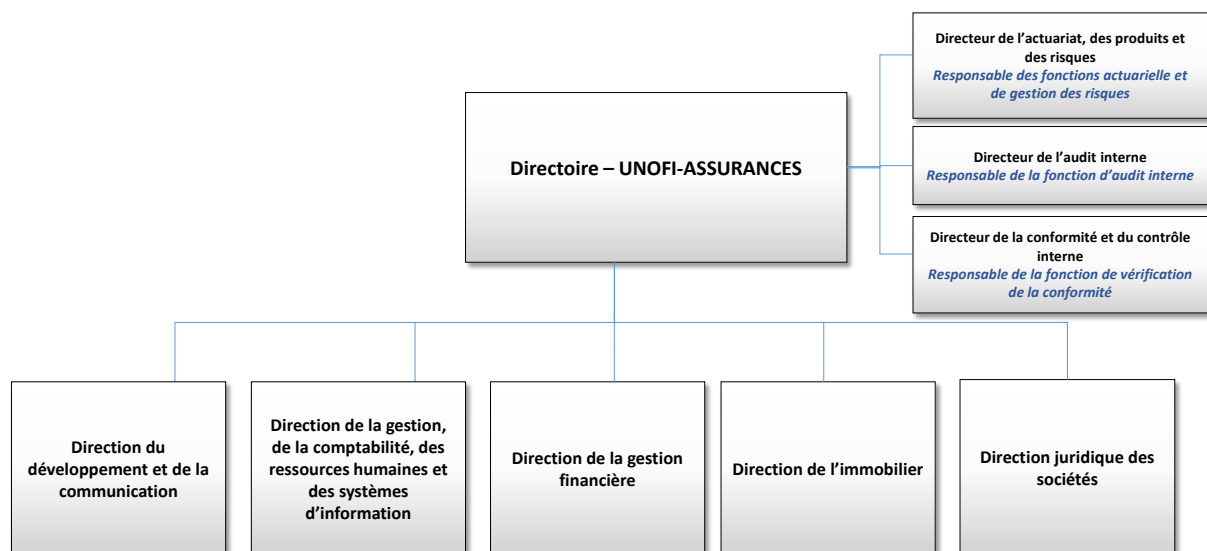 Directeur de l'actuariat, des produits et
des risques
Responsable des fonctions actuarielle et
de gestion des risques
Directoire – UNOFI-ASSURANCES
Directeur de l'audit interne
Responsable de la fonction d'audit interne
Directeur de la conformité et du contrôle
interne
Responsable de la fonction de vérification
de la conformité
Direction du
développement et de la
communication
Direction de la gestion,
de la comptabilité, des
ressources humaines et
des systèmes
d'information
Direction de la gestion
financière
Direction de l'immobilier
Direction juridique des
sociétés